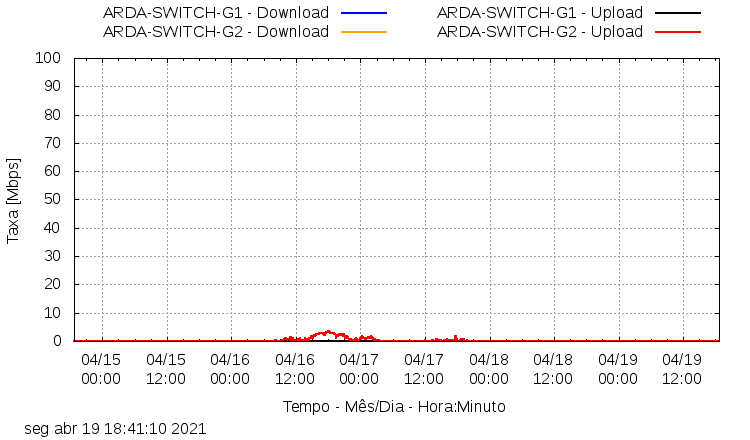 ARDA-SWITCH-G1 - Download ARDA-SWITCH-G1 - Upload
ARDA-SWITCH-G2 - Download ARDA-SWITCH-G2 - Upload
100
90
80
70
60
50
40
30
20
10
0
Taxa [Mbps]
04/15 04/15 04/16 04/16 04/17 04/17 04/18 04/18 04/19 04/19
00:00 12:00 00:00 12:00 00:00 12:00 00:00 12:00 00:00 12:00
Tempo - Mês/Dia - Hora:Minuto
seg abr 19 18:41:10 2021